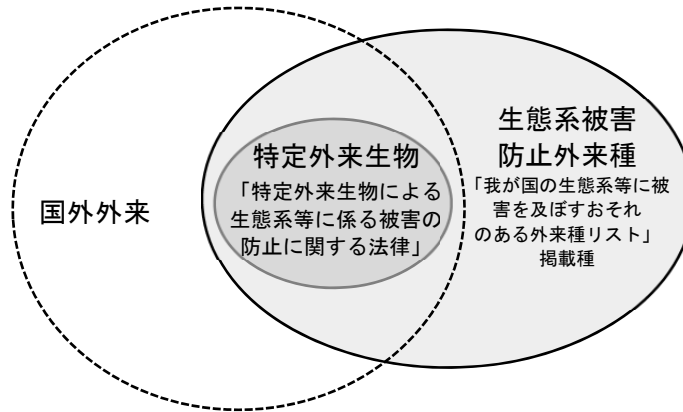 国外外来
特定外来生物
「特定外来生物による
生態系等に係る被害の
防止に関する法律」
生態系被害
防止外来種
「我が国の生態系等に被
害を及ぼすおそれ
のある外来種リスト」
掲載種